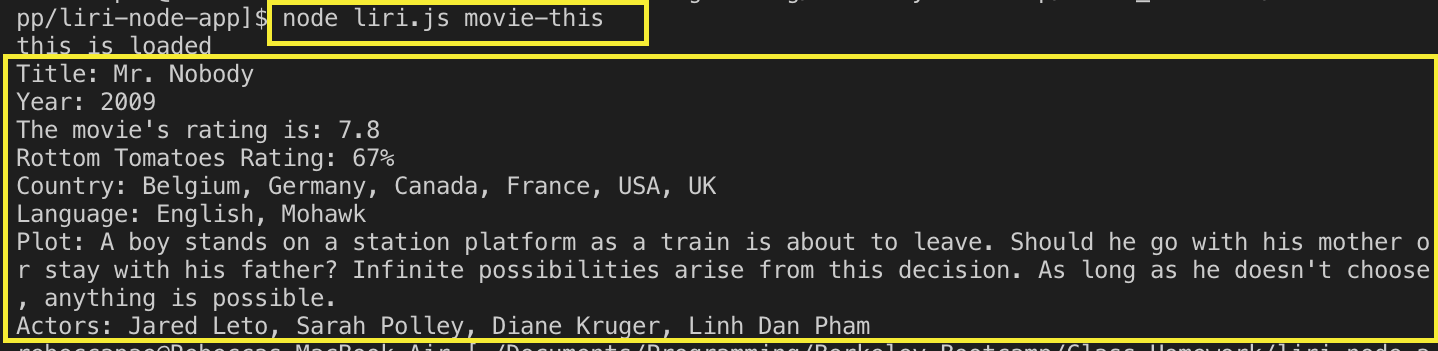 pp/liri-node-app]$ node liri.js movie-this
this is loaded
Title: Mr. Nobody
Year: 2009
The movie's rating is: 7.8
Rottom Tomatoes Rating: 67%
Country: Belgium, Germany, Canada, France, USA, UK
Language: English, Mohawk
Plot: A boy stands on a station platform as a train is about to leave. Should he go with his mother o
r stay with his father? Infinite possibilities arise from this decision. As long as he doesn't choose
, anything is possible.
Actors: Jared Leto, Sarah Polley, Diane Kruger, Linh Dan Pham